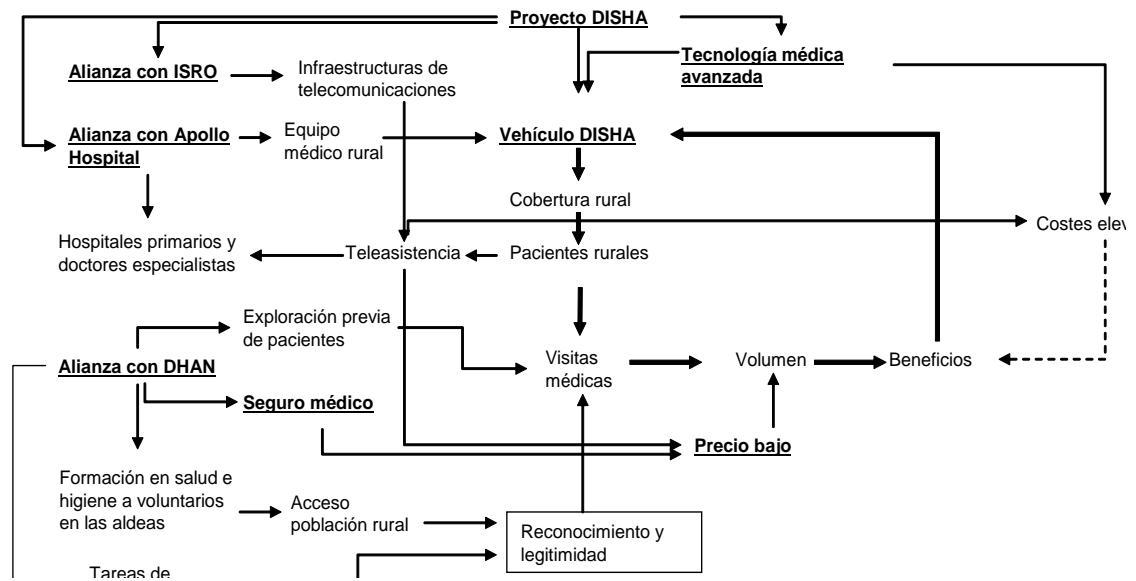 Proyecto DISHA
Tecnología médica
avanzada
Alianza con ISRO
Infraestructuras de
telecomunicaciones
Alianza con Apollo
Hospital
Equipo
médico rural
Vehículo DISHA
Cobertura rural
Costes elev
Hospitales primarios y
doctores especialistas
Teleasistencia
Pacientes rurales
Exploración previa
de pacientes
Alianza con DHAN
Visitas
médicas
Volumen
Beneficios
Seguro médico
Precio bajo
Formación en salud e
higiene a voluntarios
en las aldeas
Acceso
población rural
Reconocimiento y
legitimidad
Tareas de